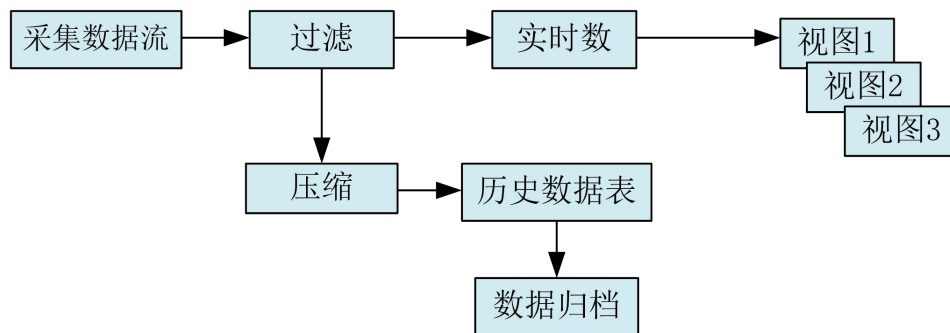 采集数据流
过滤
实时数
视图1
视图2
视图3
压缩
历史数据表
数据归档